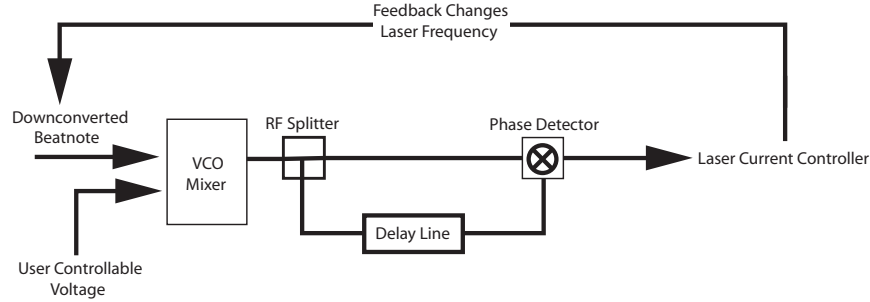 Feedback Changes
Laser Frequency
Downconverted
Beatnote
RF Splitter
Phase Detector
VCO
Mixer
Laser Current Controller
Delay Line
User Controllable
Voltage